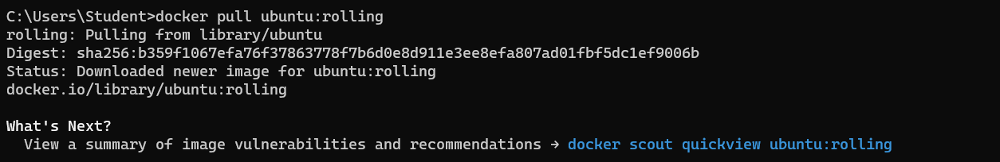 C:\Users\Student>docker pull ubuntu:rolling
rolling: Pulling from library/ubuntu
Digest: sha256:b359f1067efa76f37863778f7b6d0e8d911e3ee8efa807ad01fbf5dc1ef9006b
Status: Downloaded newer image for ubuntu:rolling
docker.io/library/ubuntu:rolling
What's Next?
View a summary of image vulnerabilities and recommendations → docker scout quickview ubuntu:rolling